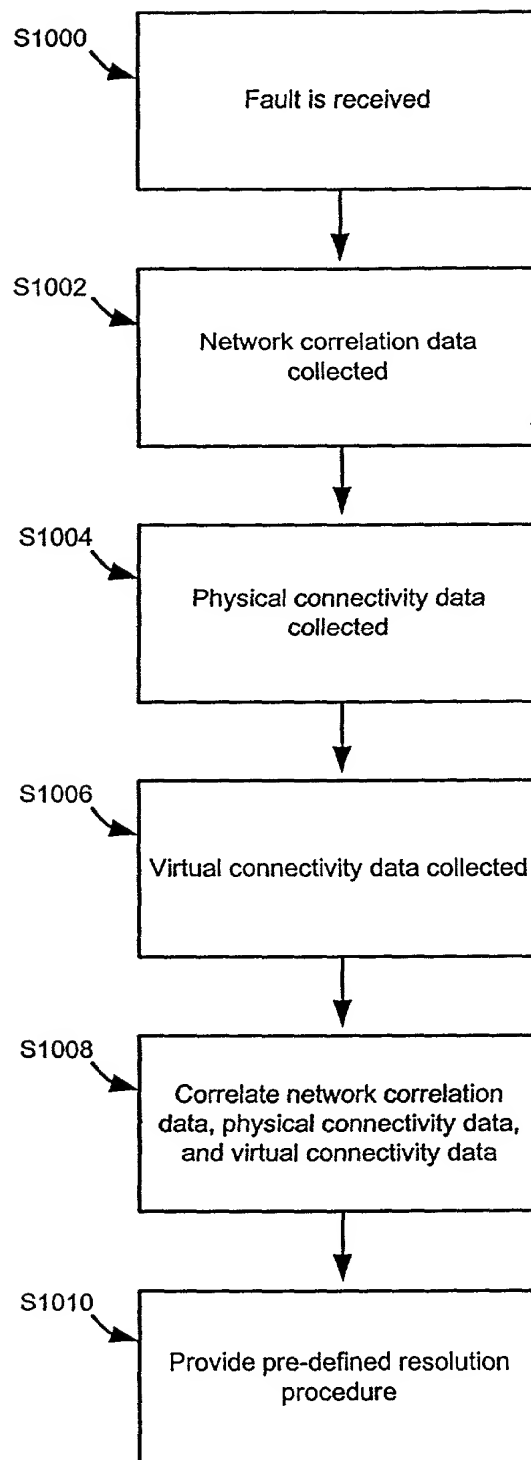 S1000
Fault is received
S1002
Network correlation data
collected
S1004
Physical connectivity data
collected
S1006
Virtual connectivity data collected
S1008
Correlate network correlation
data, physical connectivity data,
and virtual connectivity data
S1010
Provide pre-defined resolution
procedure